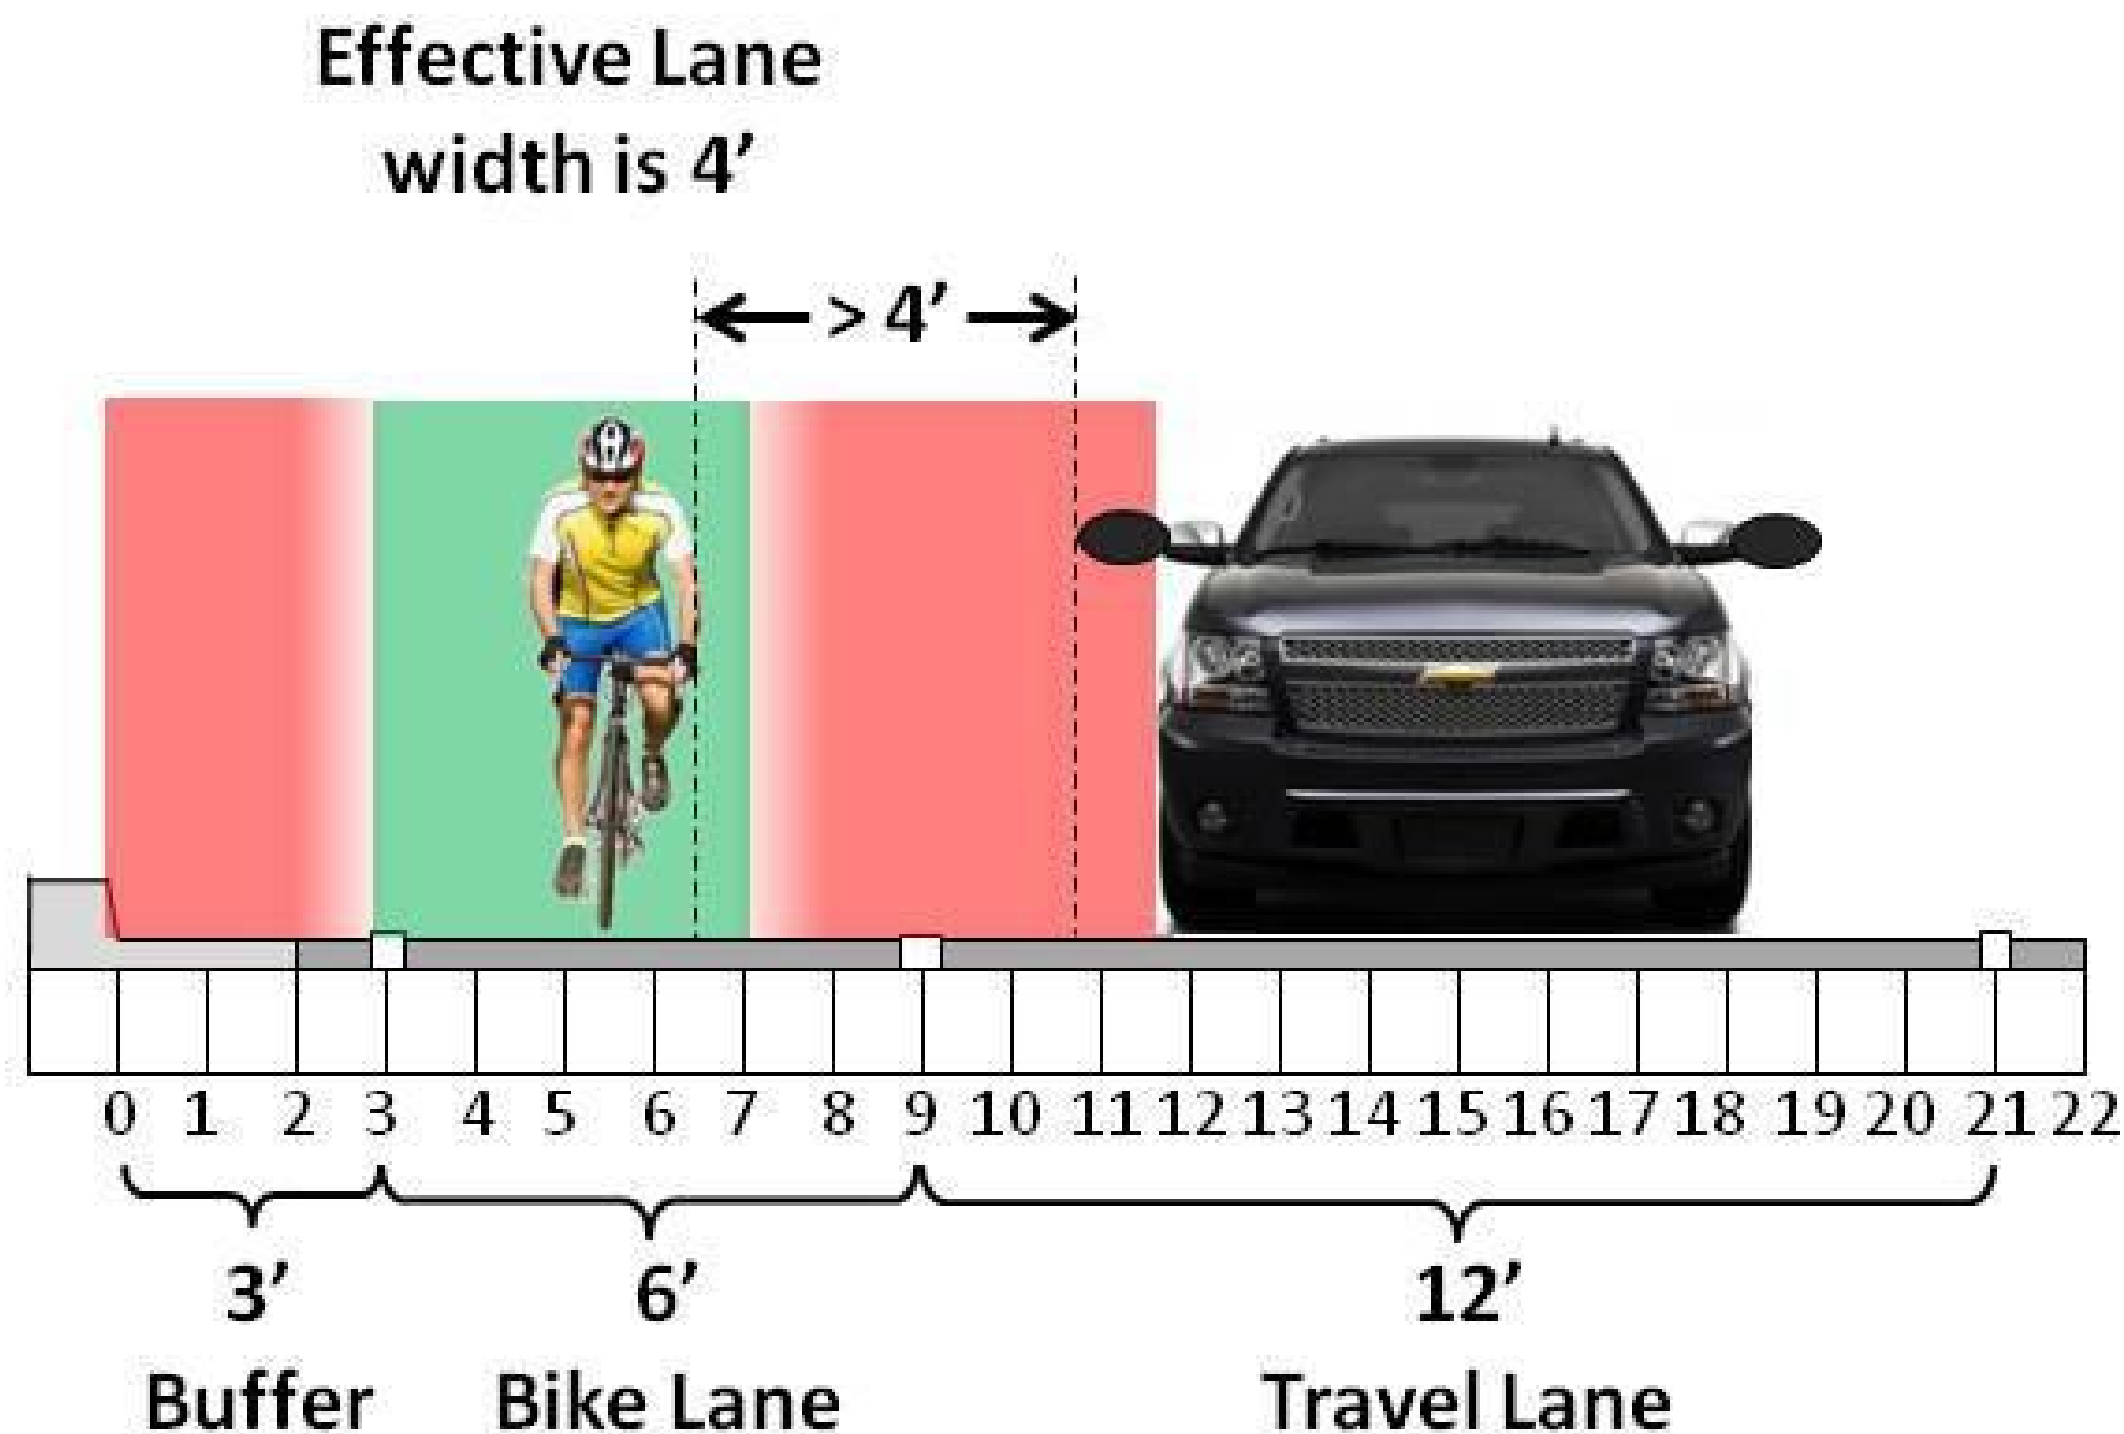 Effective Lane
width is 4’
> 4’
0 1 2 3 4 5 6 7 8 9 10 11 12 13 14 15 16 17 18 19 20 21 22
3’ 6’ 12’
Buffer Bike Lane Travel Lane